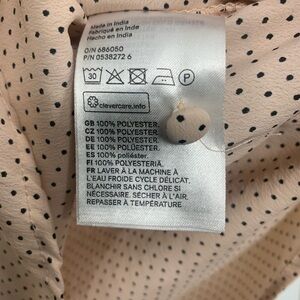 Made in India
Fabriqué en Inde
Hecho en India
O/N 686050
P/N 0538272 6
30 P
clevercare.info
GB 100% POLYESTER.
CZ 100% POLYESTER.
DE 100% POLYESTER.
EE 100% POLÜESTER.
ES 100% poliéster.
FI 100% POLYESTERIA.
FR LAVER À LA MACHINE À
L'EAU FROIDE CYCLE DÉLICAT.
BLANCHIR SANS CHLORE SI
NÉCESSAIRE. SÉCHER À L'AIR.
REPASSER À TEMPÉRATURE